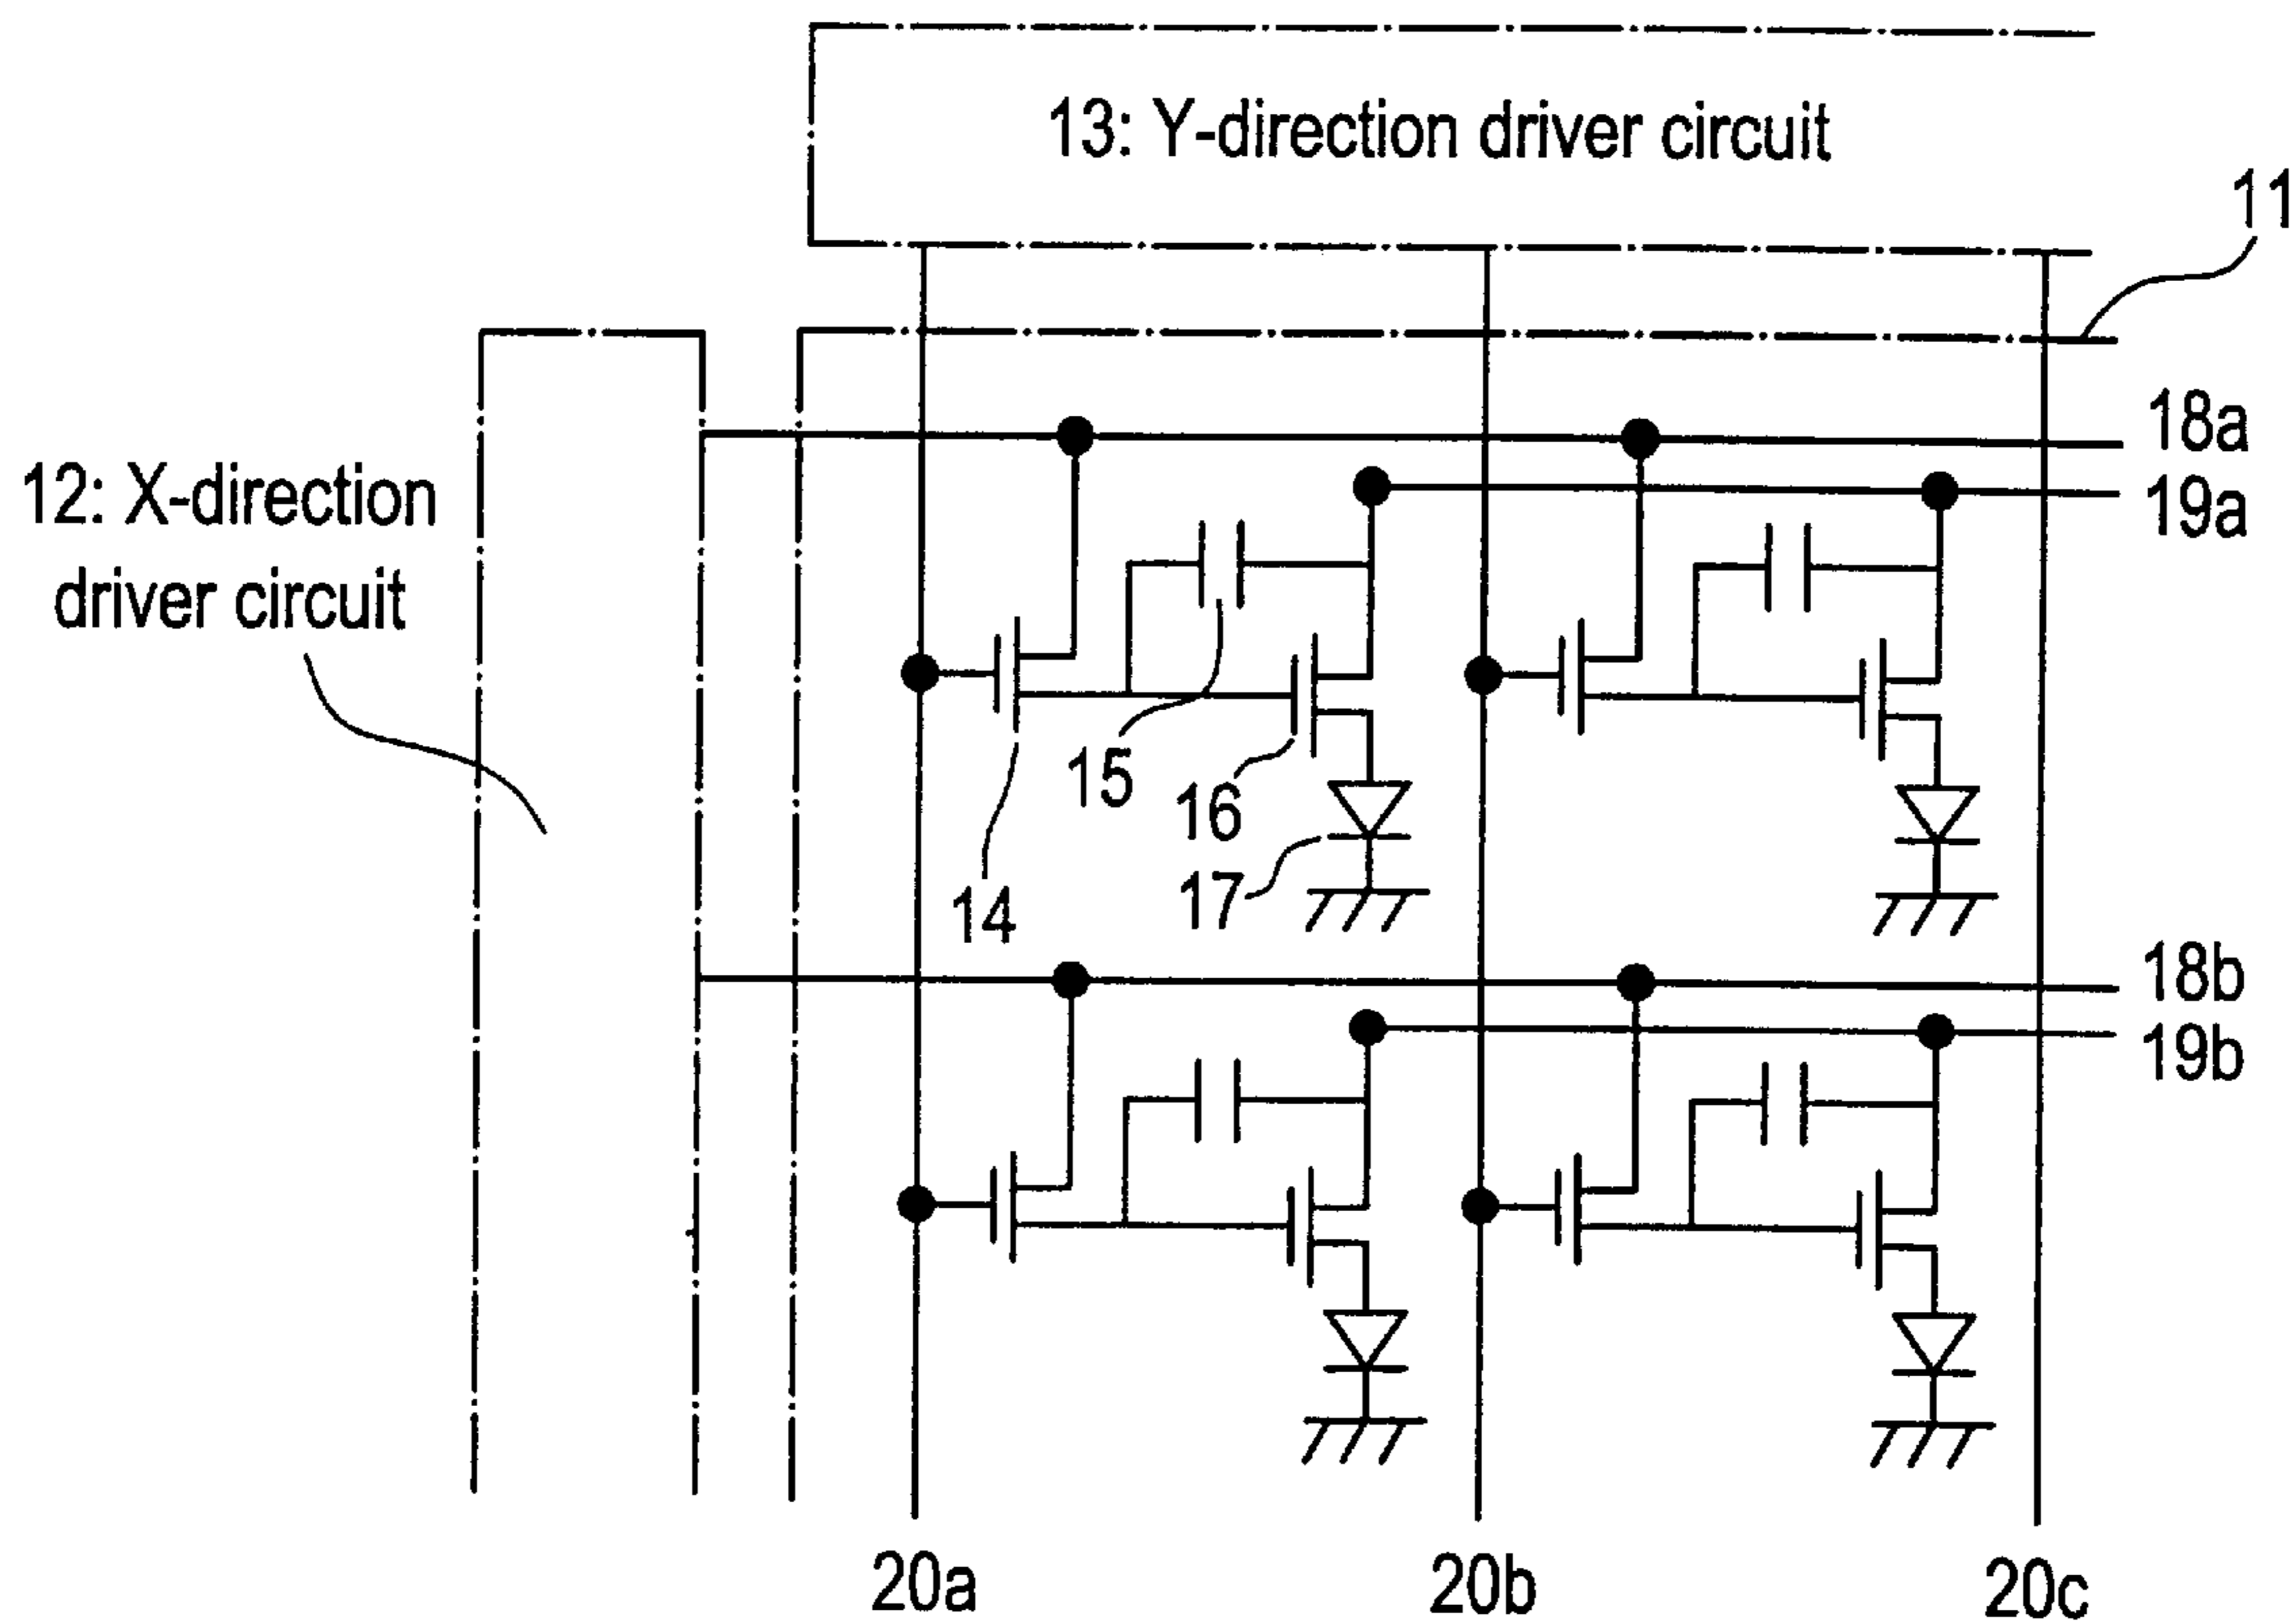 13: Y-direction driver circuit
11
18a
19a
12: X-direction
driver circuit
15
16
17
14
18b
19b
20a
20b
20c